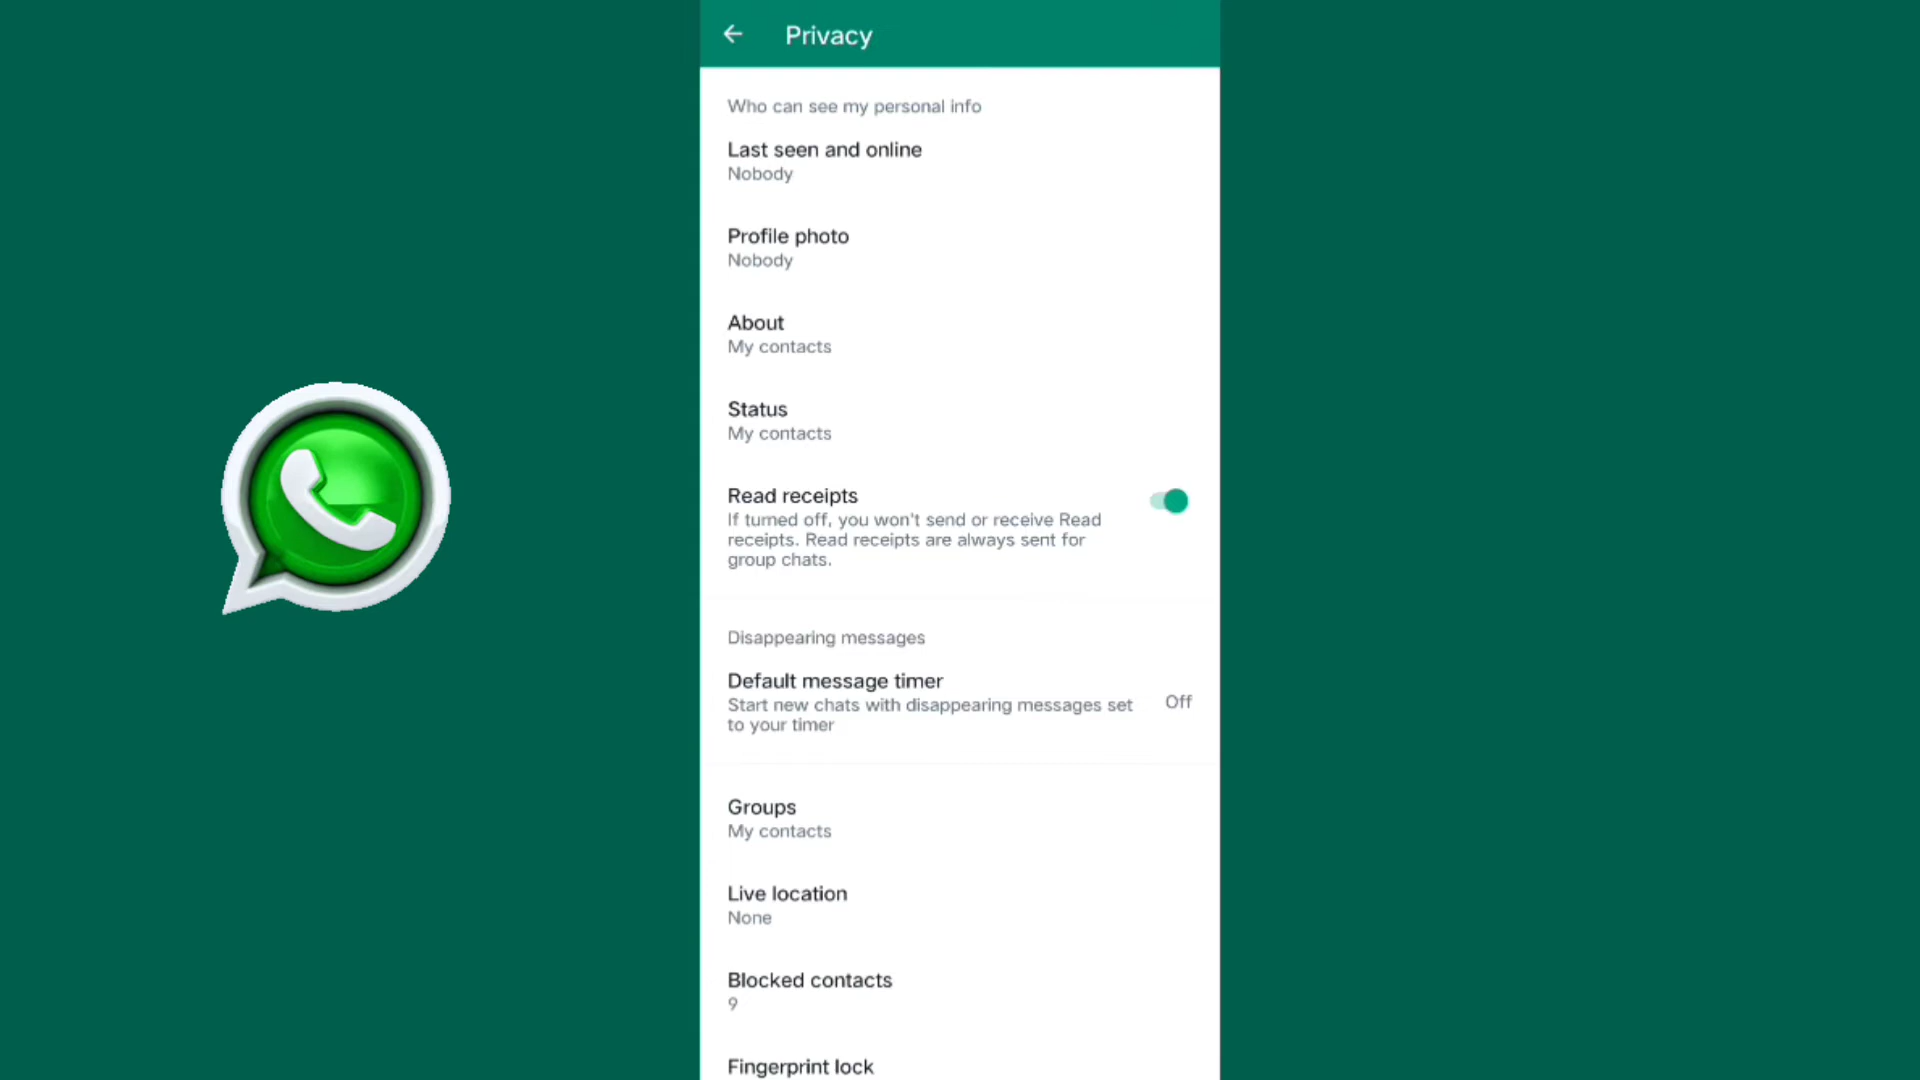 Privacy
Who can see my personal info
Last seen and online
Nobody
Profile photo
Nobody
About
My contacts
Status
My contacts
Read receipts
If turned off, you won't send or receive Read
receipts. Read receipts are always sent for
group chats.
Disappearing messages
Default message timer
Start new chats with disappearing messages set
to your timer
Off
Groups
My contacts
Live location
None
Blocked contacts
9
Fingerprint lock